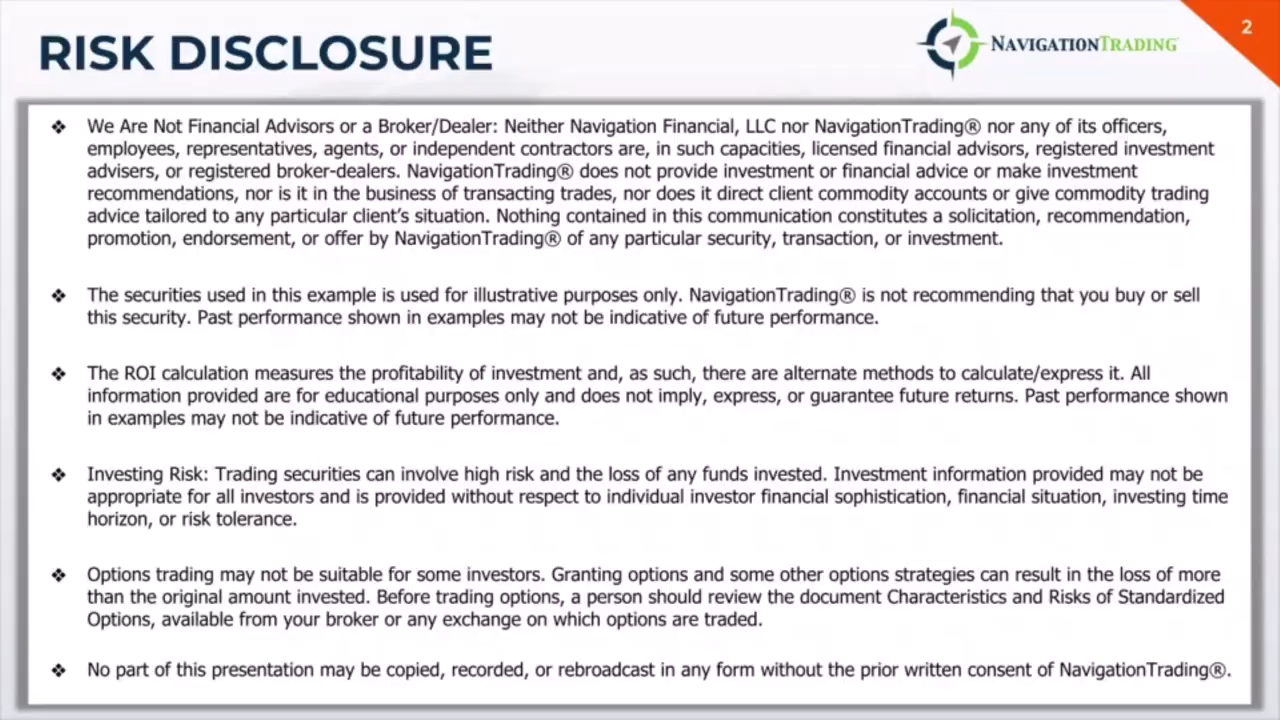 RISK DISCLOSURE
NAVIGATIONTRADING
2
❖ We Are Not Financial Advisors or a Broker/Dealer: Neither Navigation Financial, LLC nor NavigationTrading® nor any of its officers,
employees, representatives, agents, or independent contractors are, in such capacities, licensed financial advisors, registered investment
advisers, or registered broker-dealers. NavigationTrading® does not provide investment or financial advice or make investment
recommendations, nor is it in the business of transacting trades, nor does it direct client commodity accounts or give commodity trading
advice tailored to any particular client's situation. Nothing contained in this communication constitutes a solicitation, recommendation,
promotion, endorsement, or offer by NavigationTrading® of any particular security, transaction, or investment.
❖ The securities used in this example is used for illustrative purposes only. NavigationTrading® is not recommending that you buy or sell
this security. Past performance shown in examples may not be indicative of future performance.
❖ The ROI calculation measures the profitability of investment and, as such, there are alternate methods to calculate/express it. All
information provided are for educational purposes only and does not imply, express, or guarantee future returns. Past performance shown
in examples may not be indicative of future performance.
❖ Investing Risk: Trading securities can involve high risk and the loss of any funds invested. Investment information provided may not be
appropriate for all investors and is provided without respect to individual investor financial sophistication, financial situation, investing time
horizon, or risk tolerance.
❖ Options trading may not be suitable for some investors. Granting options and some other options strategies can result in the loss of more
than the original amount invested. Before trading options, a person should review the document Characteristics and Risks of Standardized
Options, available from your broker or any exchange on which options are traded.
❖ No part of this presentation may be copied, recorded, or rebroadcast in any form without the prior written consent of NavigationTrading®.